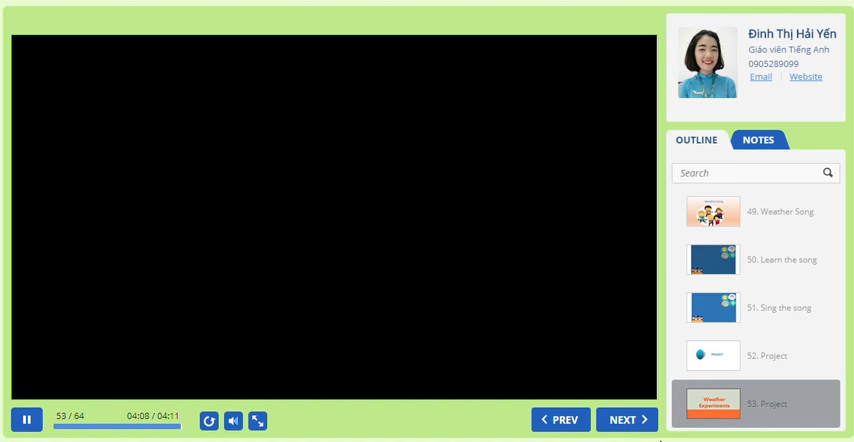 Đinh Thị Hải Yến
Giáo viên Tiếng Anh
0905289099
Email | Website
OUTLINE NOTES
Search
49. Weather Song
50. Learn the song
51. Sing the song
52. Project
PROJECT
53. Project
Weather
Experiments
53 / 64 04:08 / 04:11
PREV NEXT